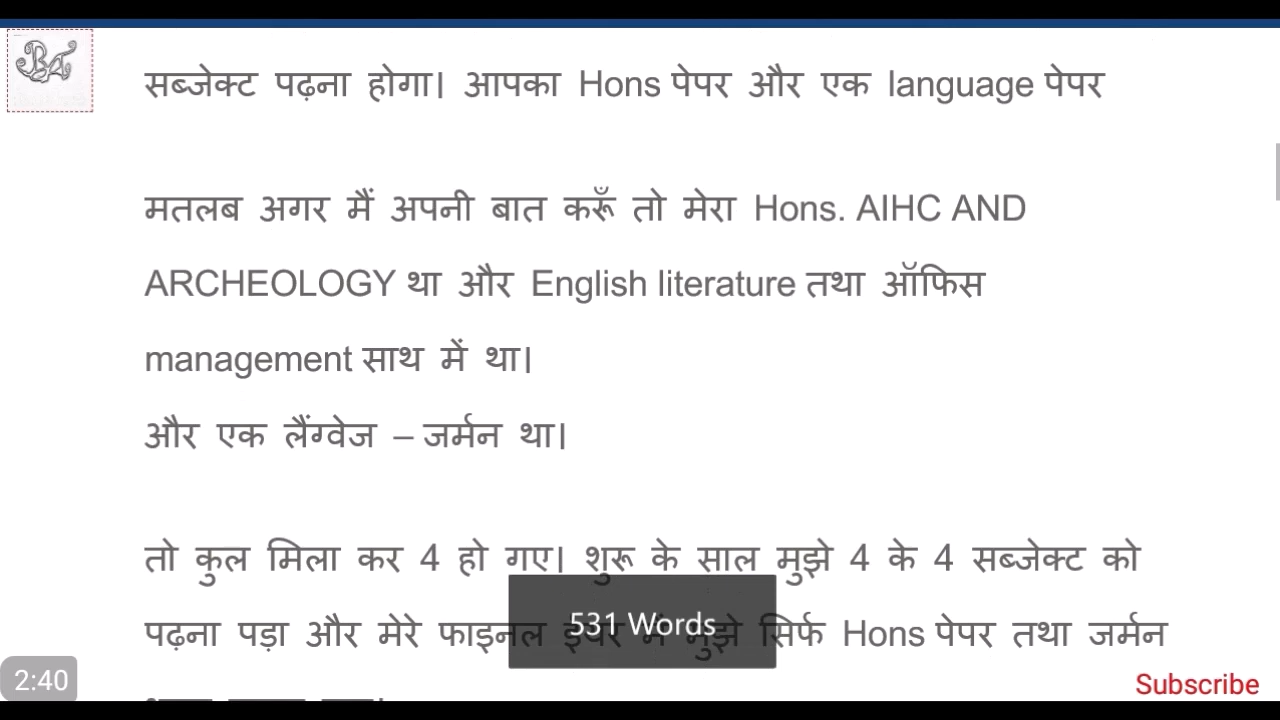 सब्जेक्ट पढ़ना होगा। आपका Hons पेपर और एक language पेपर
मतलब अगर मैं अपनी बात करूँ तो मेरा Hons. AIHC AND
ARCHEOLOGY था और English literature तथा ऑफिस
management साथ में था।
और एक लैंग्वेज – जर्मन था।
तो कुल मिला कर 4 हो गए। शुरू के साल मुझे 4 के 4 सब्जेक्ट को
पढ़ना पड़ा और मेरे फाइनल मुझे सिर्फ Hons पेपर तथा जर्मन
531 Words
2:40
Subscribe